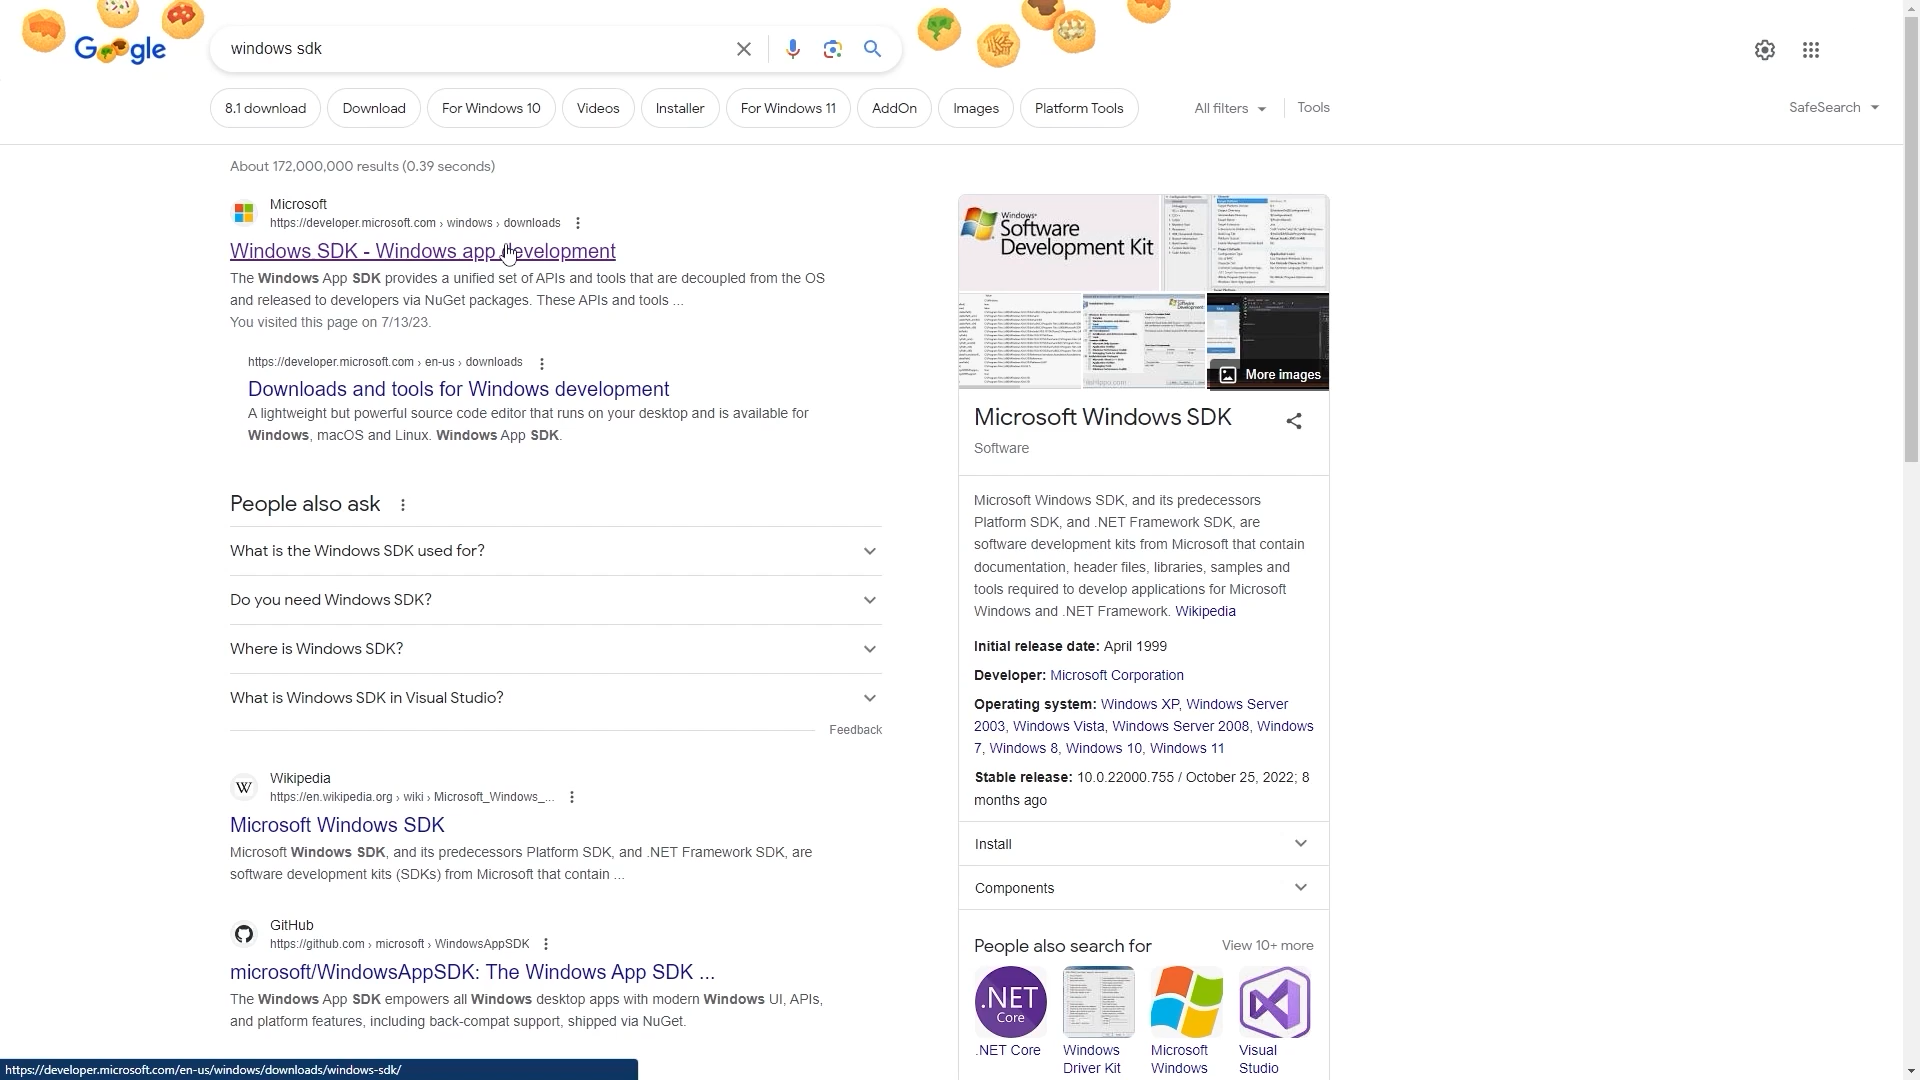 Google
windows sdk
8.1 download
Download
For Windows 10
Videos
Installer
For Windows 11
AddOn
Images
Platform Tools
All filters
Tools
SafeSearch
About 172,000,000 results (0.39 seconds)
Microsoft
https://developer.microsoft.com › windows › downloads
Windows SDK - Windows app development
The Windows App SDK provides a unified set of APIs and tools that are decoupled from the OS
and released to developers via NuGet packages. These APIs and tools ...
You visited this page on 7/13/23.
https://developer.microsoft.com › en-us › downloads
Downloads and tools for Windows development
A lightweight but powerful source code editor that runs on your desktop and is available for
Windows, macOS and Linux. Windows App SDK.
People also ask
What is the Windows SDK used for?
Do you need Windows SDK?
Where is Windows SDK?
What is Windows SDK in Visual Studio?
Feedback
Wikipedia
https://en.wikipedia.org › wiki › Microsoft_Windows_...
Microsoft Windows SDK
Microsoft Windows SDK, and its predecessors Platform SDK, and .NET Framework SDK, are
software development kits (SDKs) from Microsoft that contain ...
GitHub
https://github.com › microsoft › WindowsAppSDK
microsoft/WindowsAppSDK: The Windows App SDK ...
The Windows App SDK empowers all Windows desktop apps with modern Windows UI, APIs,
and platform features, including back-compat support, shipped via NuGet.
Windows
Software
Development Kit
More images
Microsoft Windows SDK
Software
Microsoft Windows SDK, and its predecessors
Platform SDK, and .NET Framework SDK, are
software development kits from Microsoft that contain
documentation, header files, libraries, samples and
tools required to develop applications for Microsoft
Windows and .NET Framework. Wikipedia
Initial release date: April 1999
Developer: Microsoft Corporation
Operating system: Windows XP, Windows Server
2003, Windows Vista, Windows Server 2008, Windows
7, Windows 8, Windows 10, Windows 11
Stable release: 10.0.22000.755 / October 25, 2022; 8
months ago
Install
Components
People also search for
View 10+ more
.NET
Core
.NET Core
Windows
Driver Kit
Microsoft
Windows
Visual
Studio
https://developer.microsoft.com/en-us/windows/downloads/windows-sdk/